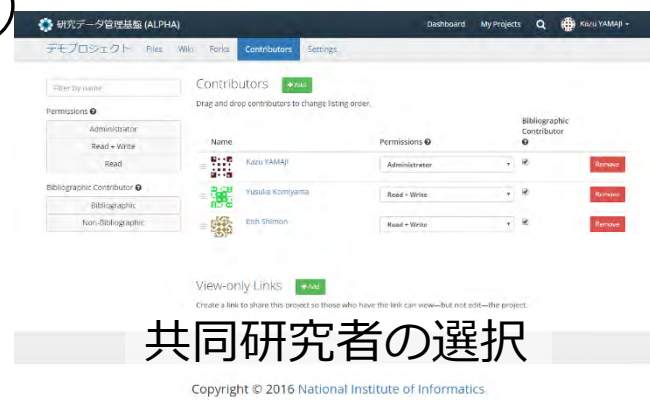 研究データ管理基盤 (ALPHA) Dashboard My Projects Kazu YAMAJI
デモプロジェクト Files Wiki Forks Contributors Settings
Filter by name
Contributors + Add
Drag and drop contributors to change listing order.
Permissions
Administrator
Read + Write
Read
Bibliographic Contributor
Bibliographic
Non-Bibliographic
Name Permissions Bibliographic Contributor
Kazu YAMAJI Administrator Remove
Yusuke Komiyama Read + Write Remove
Itoh Shimon Read + Write Remove
View-only Links + Add
Create a link to share this project so those who have the link can view—but not edit—the project.
共同研究者の選択
Copyright © 2016 National Institute of Informatics